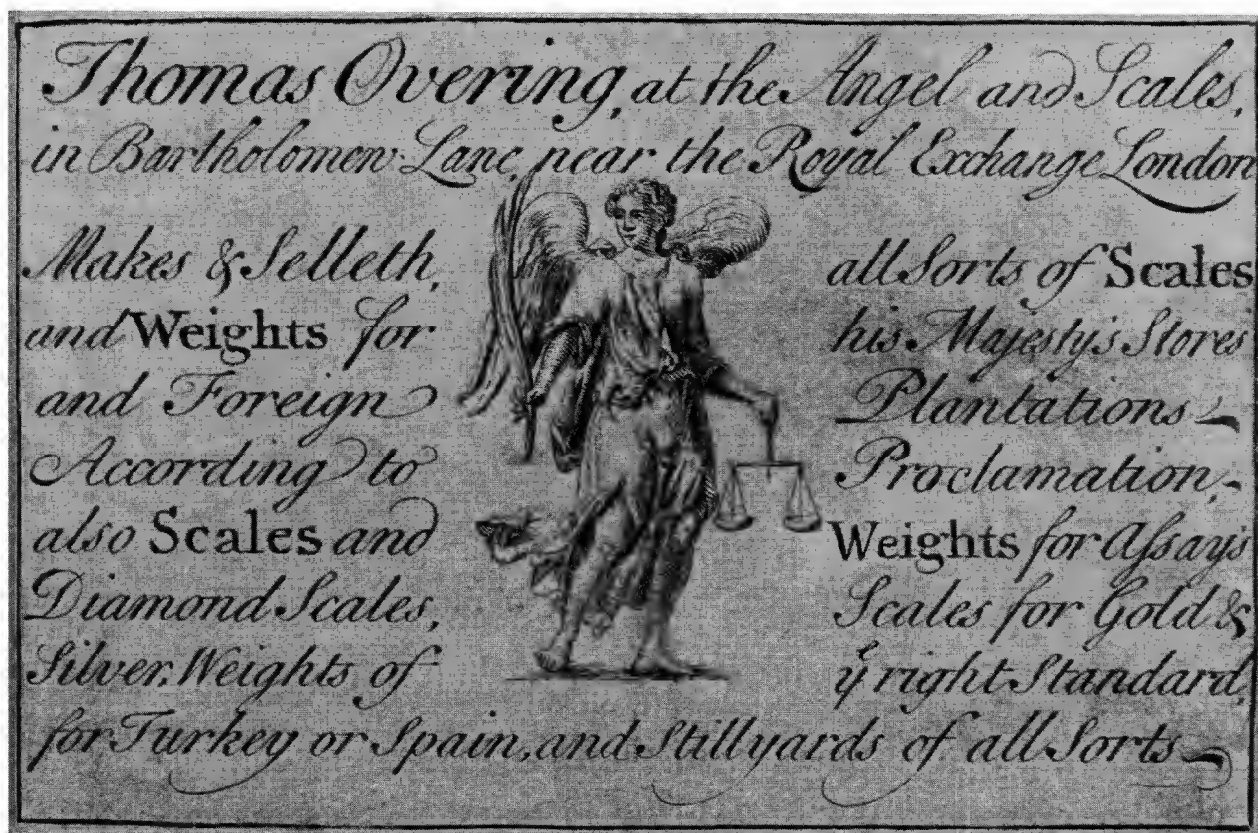 Thomas Overing, at the Angel and Scales,
in Bartholomew Lane, near the Royal Exchange London
Makes & Selleth, all Sorts of Scales
and Weights for his Majesty's Stores
and Foreign Plantations
According to Proclamation,
also Scales and Weights for Aſsays
Diamond Scales, Scales for Gold &
Silver. Weights of yͤ right Standard,
for Turkey or Spain, and Stillyards of all Sorts